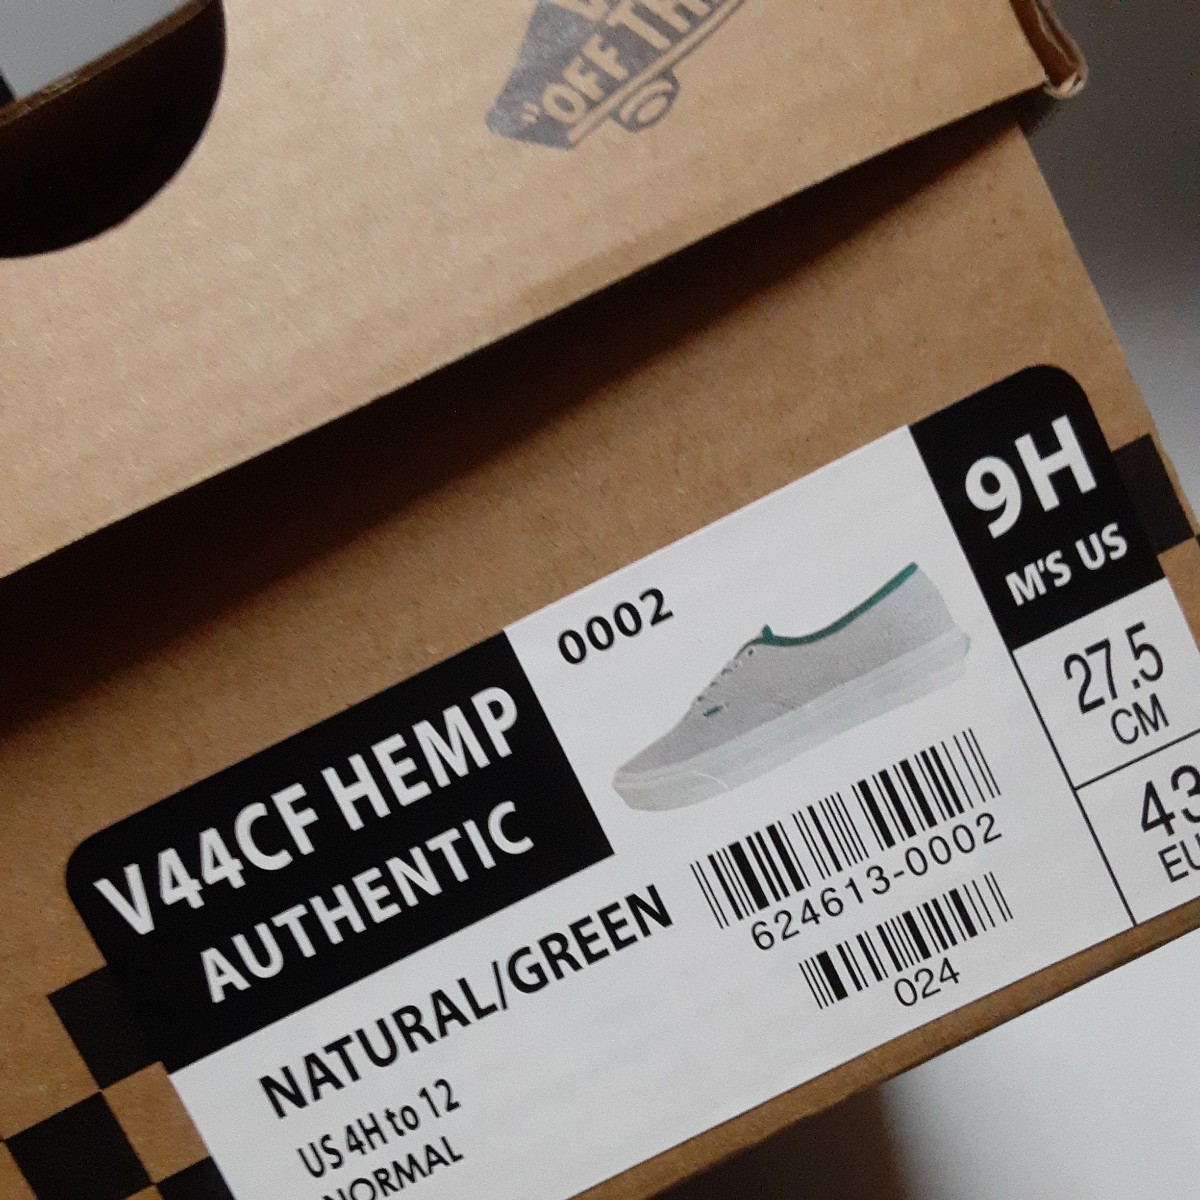 "OFF TH
V44CF HEMP
AUTHENTIC
0002
9H
M'S US
27.5
CM
43
EU
NATURAL/GREEN
624613-0002
024
US 4H to 12
NORMAL